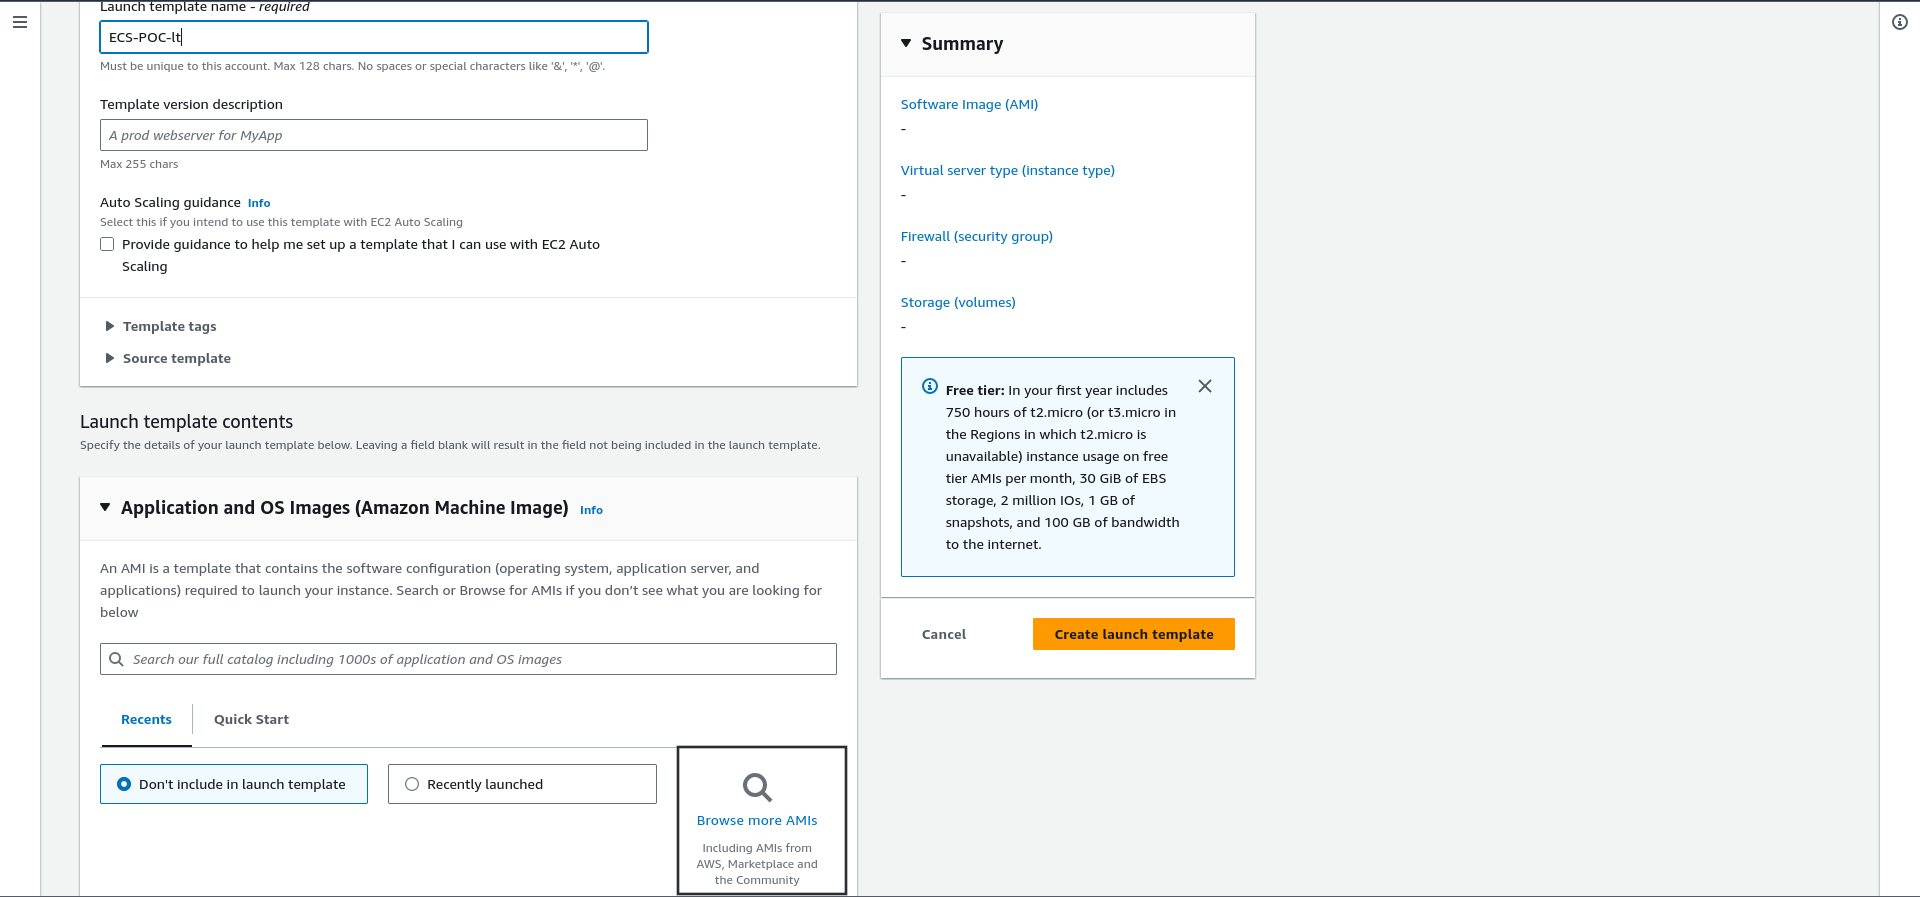 Launch template name - required
ECS-POC-lt
Must be unique to this account. Max 128 chars. No spaces or special characters like '&', '*', '@'.
Template version description
A prod webserver for MyApp
Max 255 chars
Auto Scaling guidance Info
Select this if you intend to use this template with EC2 Auto Scaling
Provide guidance to help me set up a template that I can use with EC2 Auto
Scaling
Template tags
Source template
Launch template contents
Specify the details of your launch template below. Leaving a field blank will result in the field not being included in the launch template.
Application and OS Images (Amazon Machine Image) Info
An AMI is a template that contains the software configuration (operating system, application server, and
applications) required to launch your instance. Search or Browse for AMIs if you don’t see what you are looking for
below
Search our full catalog including 1000s of application and OS images
Recents
Quick Start
Don't include in launch template
Recently launched
Browse more AMIs
Including AMIs from
AWS, Marketplace and
the Community
Summary
Software Image (AMI)
-
Virtual server type (instance type)
-
Firewall (security group)
-
Storage (volumes)
-
Free tier: In your first year includes
750 hours of t2.micro (or t3.micro in
the Regions in which t2.micro is
unavailable) instance usage on free
tier AMIs per month, 30 GiB of EBS
storage, 2 million IOs, 1 GB of
snapshots, and 100 GB of bandwidth
to the internet.
Cancel
Create launch template